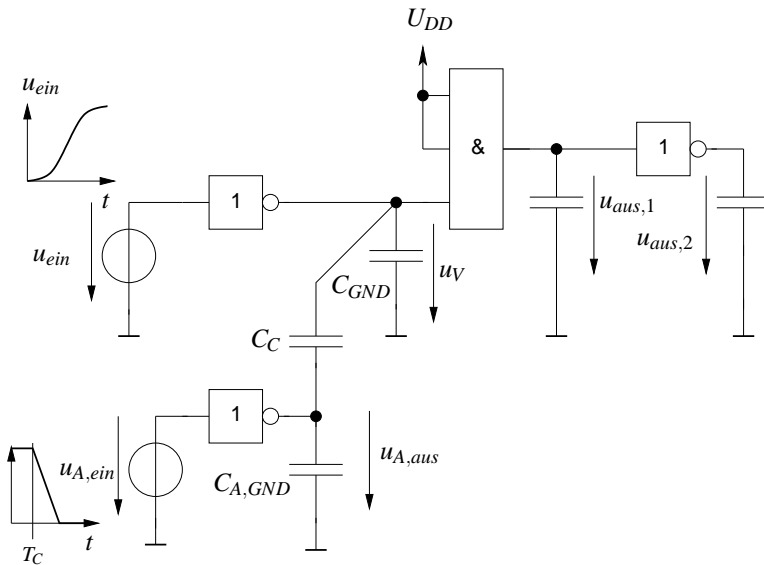 U_DD
u_ein
t
1
&
1
u_ein
C_GND
u_V
u_aus,1
u_aus,2
C_C
1
u_A,ein
C_A,GND
u_A,aus
t
T_C